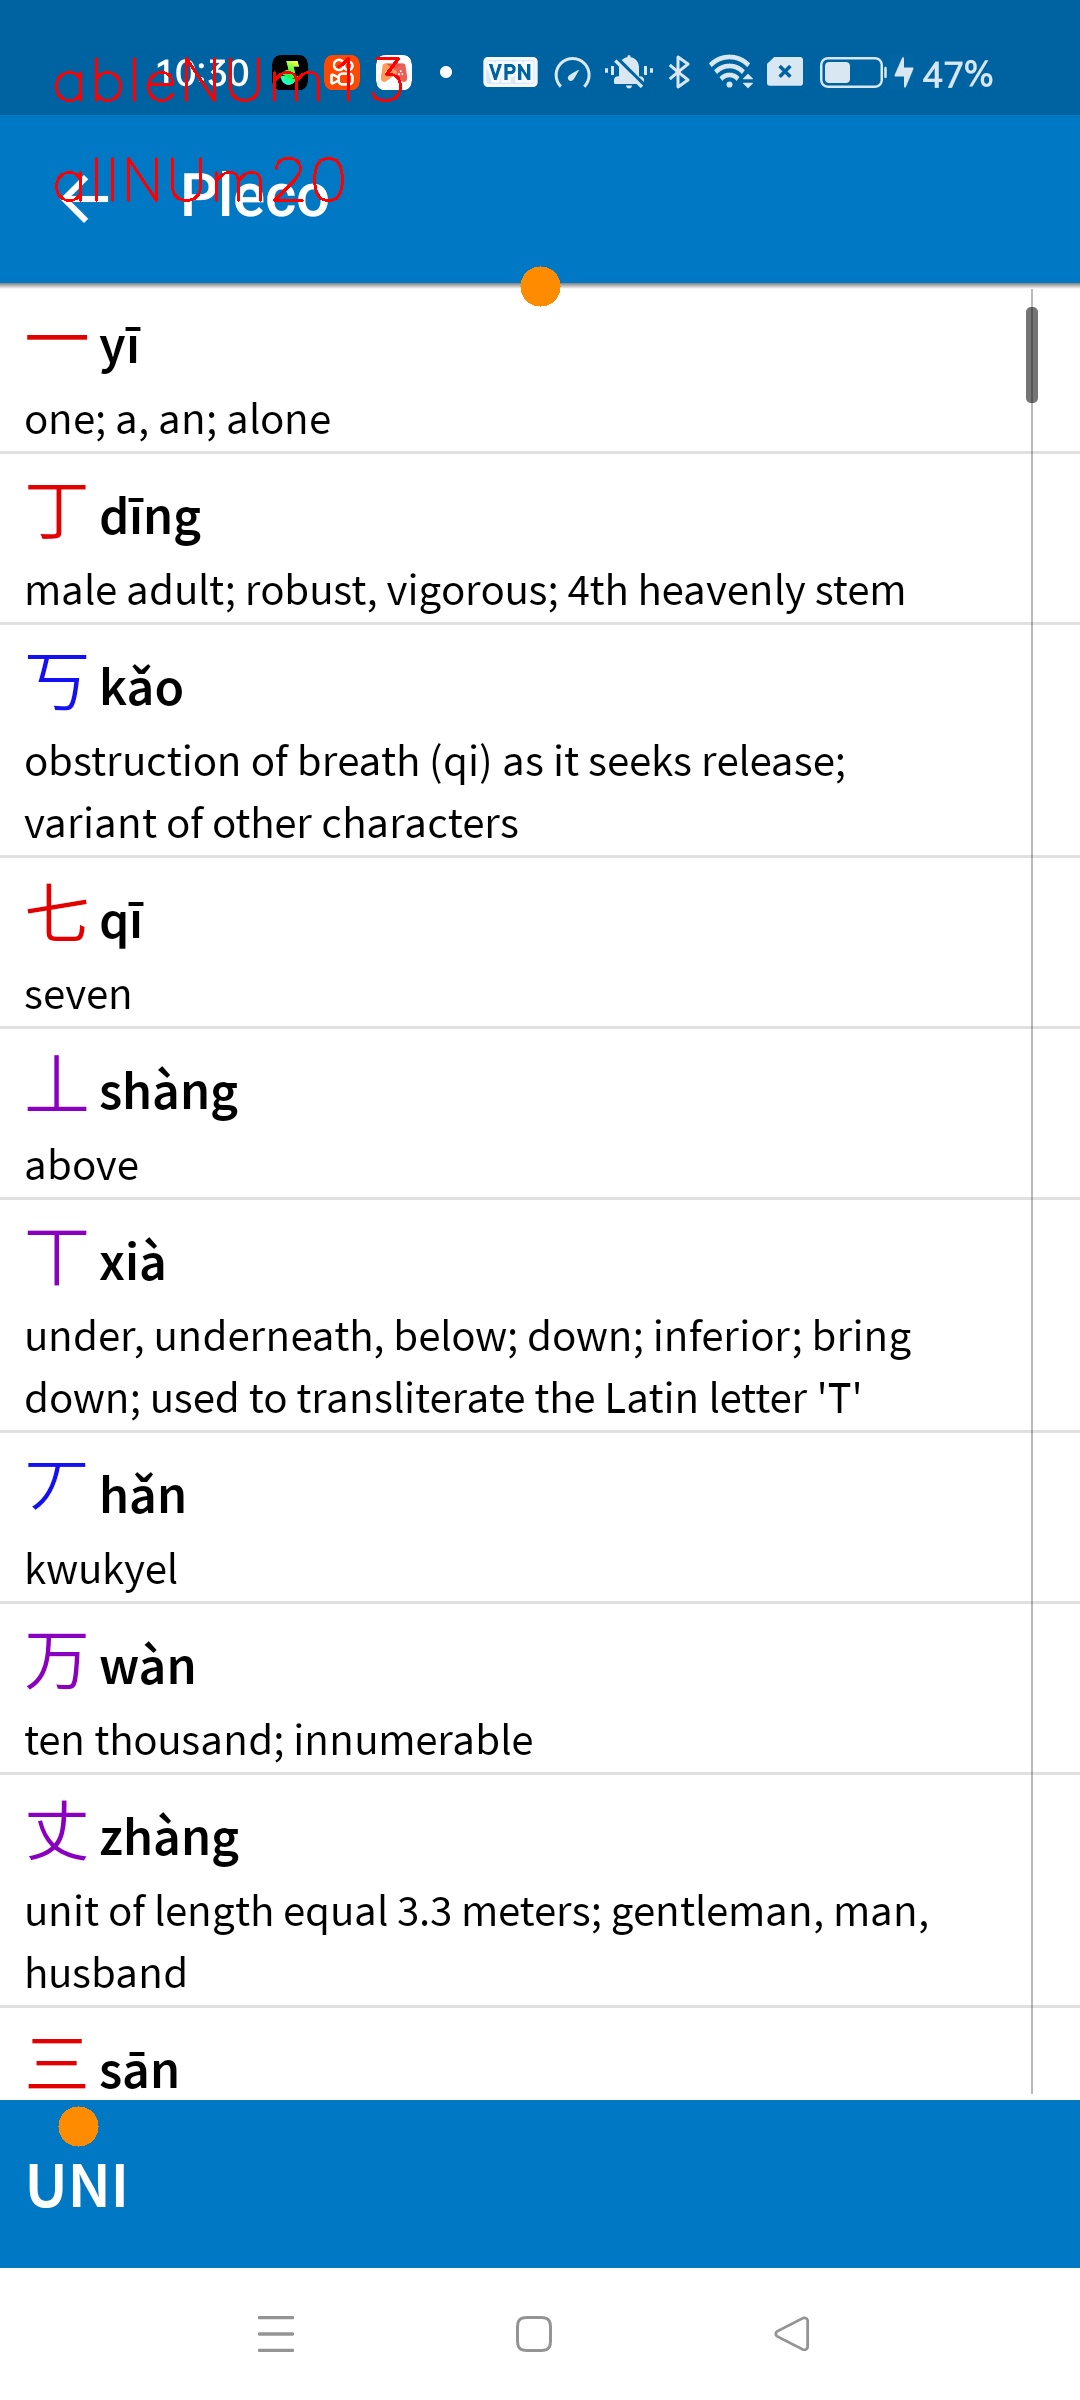 10:30
VPN
47%
ableNUm13
allNUm20
Pleco
一 yī
one; a, an; alone
丁 dīng
male adult; robust, vigorous; 4th heavenly stem
丂 kǎo
obstruction of breath (qi) as it seeks release;
variant of other characters
七 qī
seven
丄 shàng
above
丅 xià
under, underneath, below; down; inferior; bring
down; used to transliterate the Latin letter 'T'
丆 hǎn
kwukyel
万 wàn
ten thousand; innumerable
丈 zhàng
unit of length equal 3.3 meters; gentleman, man,
husband
三 sān
UNI